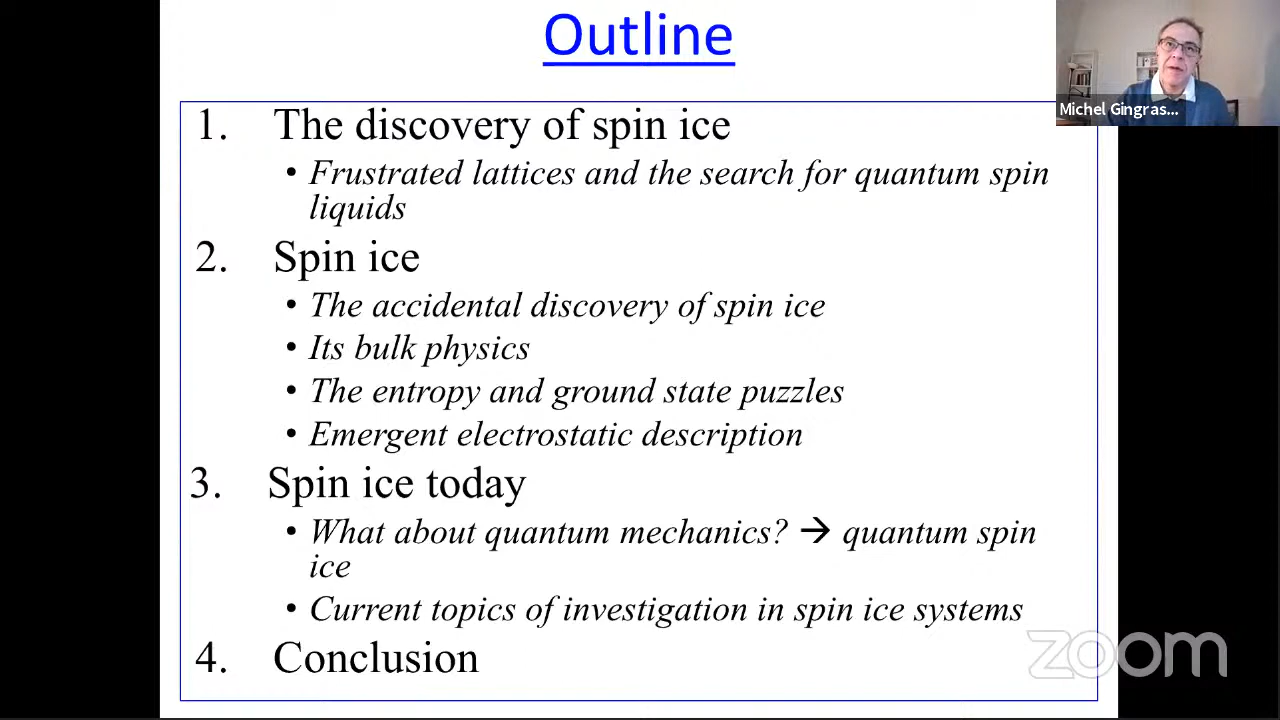 Outline
Michel Gingras...
1. The discovery of spin ice
• Frustrated lattices and the search for quantum spin
liquids
2. Spin ice
• The accidental discovery of spin ice
• Its bulk physics
• The entropy and ground state puzzles
• Emergent electrostatic description
3. Spin ice today
• What about quantum mechanics? → quantum spin
ice
• Current topics of investigation in spin ice systems
4. Conclusion
zoom